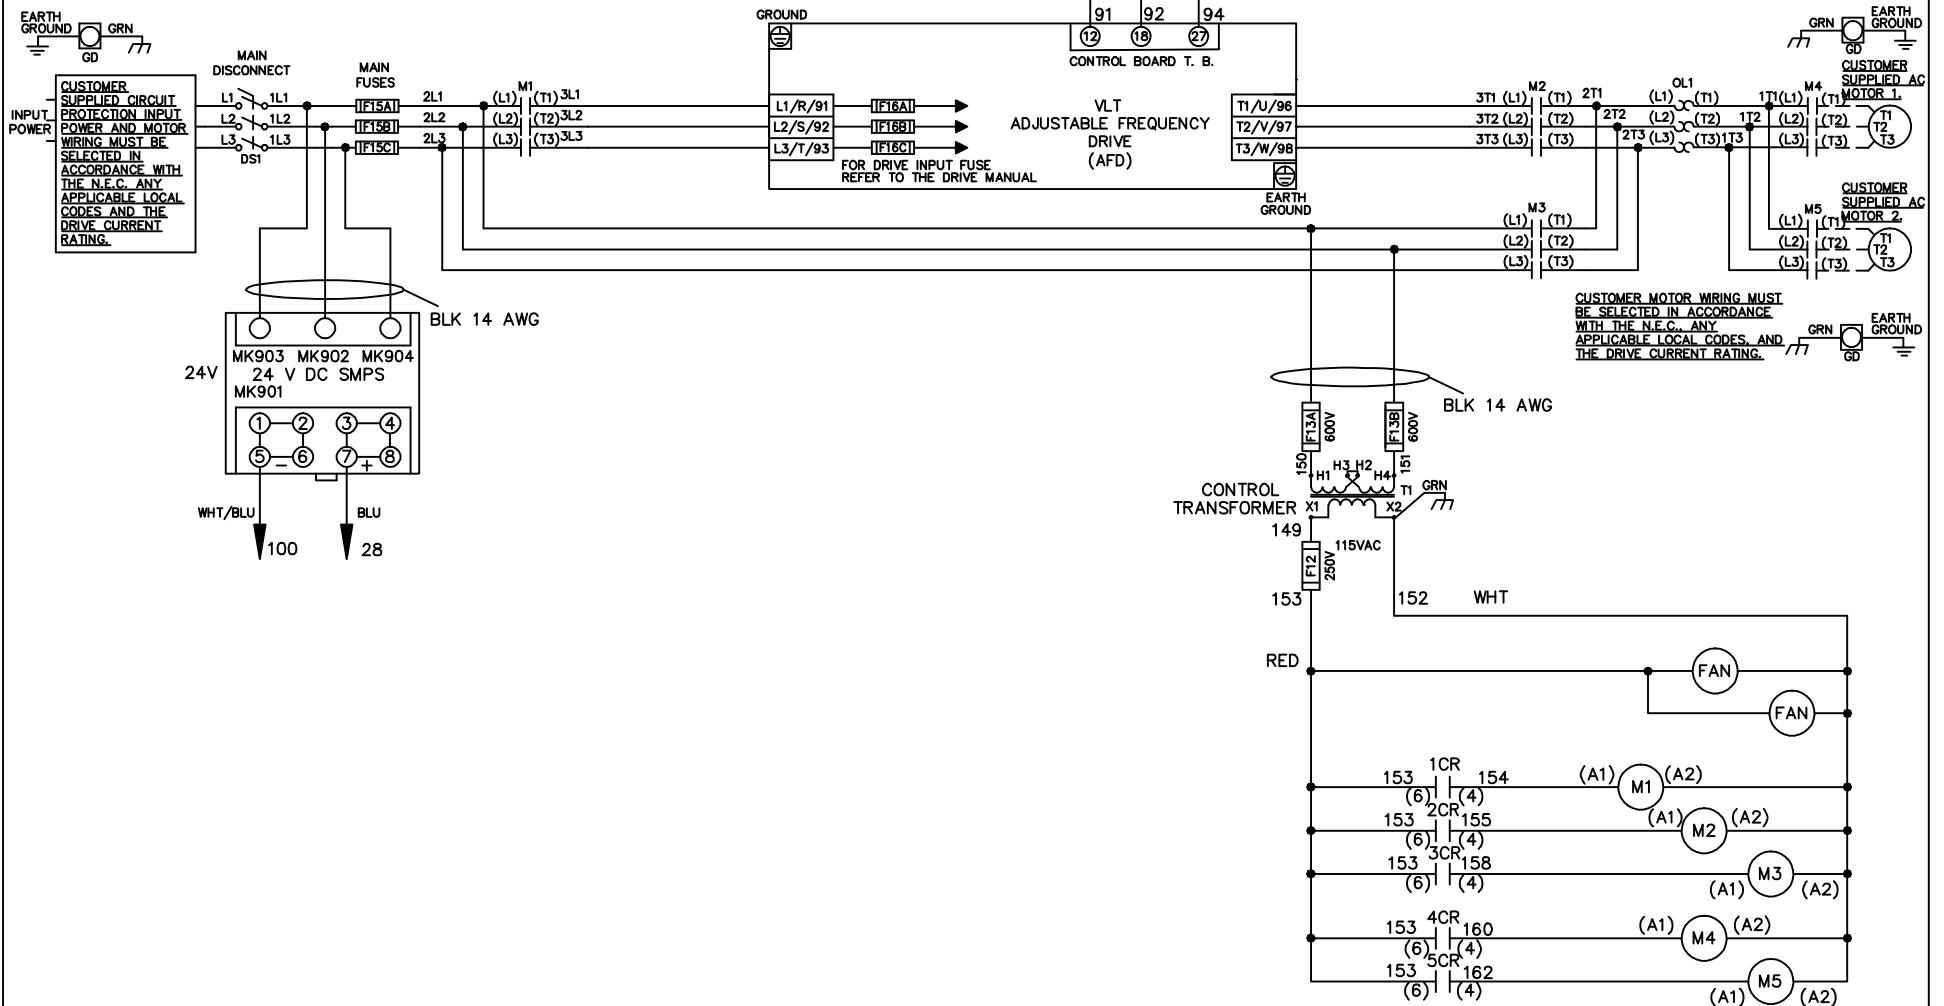 EARTH
GROUND
GRN
GD
INPUT
POWER
CUSTOMER
SUPPLIED CIRCUIT
PROTECTION INPUT
POWER AND MOTOR
WIRING MUST BE
SELECTED IN
ACCORDANCE WITH
THE N.E.C. ANY
APPLICABLE LOCAL
CODES AND THE
DRIVE CURRENT
RATING.
MAIN
DISCONNECT
L1 1L1
L2 1L2
L3 1L3
DS1
MAIN
FUSES
F15A
F15B
F15C
2L1
2L2
2L3
M1
(L1) (T1) 3L1
(L2) (T2) 3L2
(L3) (T3) 3L3
GROUND
L1/R/91
L2/S/92
L3/T/93
F16A
F16B
F16C
FOR DRIVE INPUT FUSE
REFER TO THE DRIVE MANUAL
91 92 94
12 18 27
CONTROL BOARD T. B.
VLT
ADJUSTABLE FREQUENCY
DRIVE
(AFD)
T1/U/96
T2/V/97
T3/W/98
EARTH
GROUND
M2
3T1 (L1) (T1) 2T1
3T2 (L2) (T2) 2T2
3T3 (L3) (T3) 2T3
M3
(L1) (T1)
(L2) (T2)
(L3) (T3)
OL1
(L1) (T1) 1T1
(L2) (T2) 1T2
(L3) (T3) 1T3
GRN
EARTH
GROUND
GD
CUSTOMER
SUPPLIED AC
MOTOR 1.
M4
(L1) (T1)
(L2) (T2)
(L3) (T3)
T1
T2
T3
CUSTOMER
SUPPLIED AC
MOTOR 2.
M5
(L1) (T1)
(L2) (T2)
(L3) (T3)
T1
T2
T3
CUSTOMER MOTOR WIRING MUST
BE SELECTED IN ACCORDANCE
WITH THE N.E.C., ANY
APPLICABLE LOCAL CODES, AND
THE DRIVE CURRENT RATING.
GRN
EARTH
GROUND
GD
BLK 14 AWG
MK903 MK902 MK904
24V
24 V DC SMPS
MK901
1 2 3 4
5 - 6 7 + 8
WHT/BLU
BLU
100
28
BLK 14 AWG
F13A
600V
F13B
600V
150
151
H1 H3 H2 H4
CONTROL
TRANSFORMER
T1
X1 X2
GRN
149
115VAC
F12
250V
153
152
WHT
RED
FAN
FAN
1CR
153 154
(6) (4)
(A1) M1 (A2)
2CR
153 155
(6) (4)
(A1) M2 (A2)
3CR
153 158
(6) (4)
(A1) M3 (A2)
4CR
153 160
(6) (4)
(A1) M4 (A2)
5CR
153 162
(6) (4)
(A1) M5 (A2)